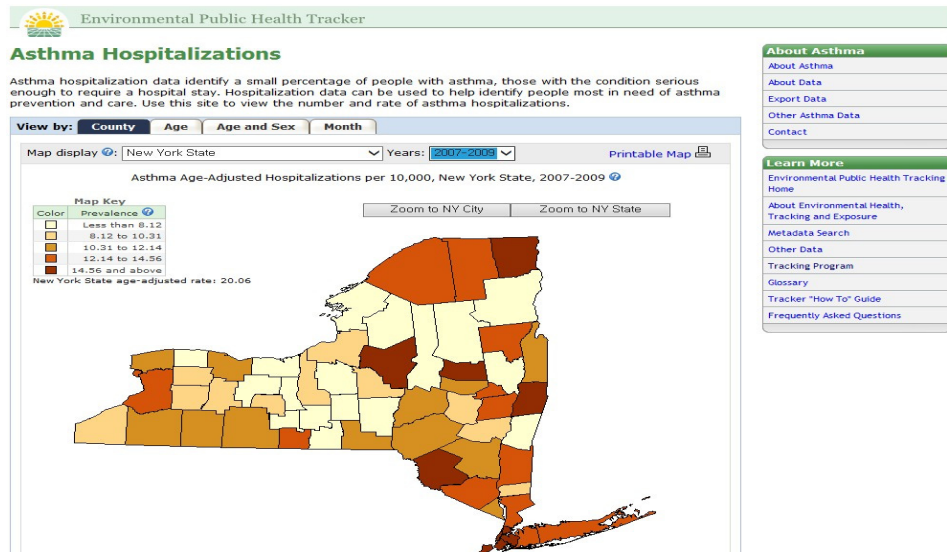 Environmental Public Health Tracker
Asthma Hospitalizations
Asthma hospitalization data identify a small percentage of people with asthma, those with the condition serious
enough to require a hospital stay. Hospitalization data can be used to help identify people most in need of asthma
prevention and care. Use this site to view the number and rate of asthma hospitalizations.
View by: County Age Age and Sex Month
Map display ?: New York State Years: 2007-2009 Printable Map
Asthma Age-Adjusted Hospitalizations per 10,000, New York State, 2007-2009 ?
Map Key
Color Prevalence ?
Less than 8.12
8.12 to 10.31
10.31 to 12.14
12.14 to 14.56
14.56 and above
New York State age-adjusted rate: 20.06
Zoom to NY City Zoom to NY State
About Asthma
About Asthma
About Data
Export Data
Other Asthma Data
Contact
Learn More
Environmental Public Health Tracking
Home
About Environmental Health,
Tracking and Exposure
Metadata Search
Other Data
Tracking Program
Glossary
Tracker "How To" Guide
Frequently Asked Questions